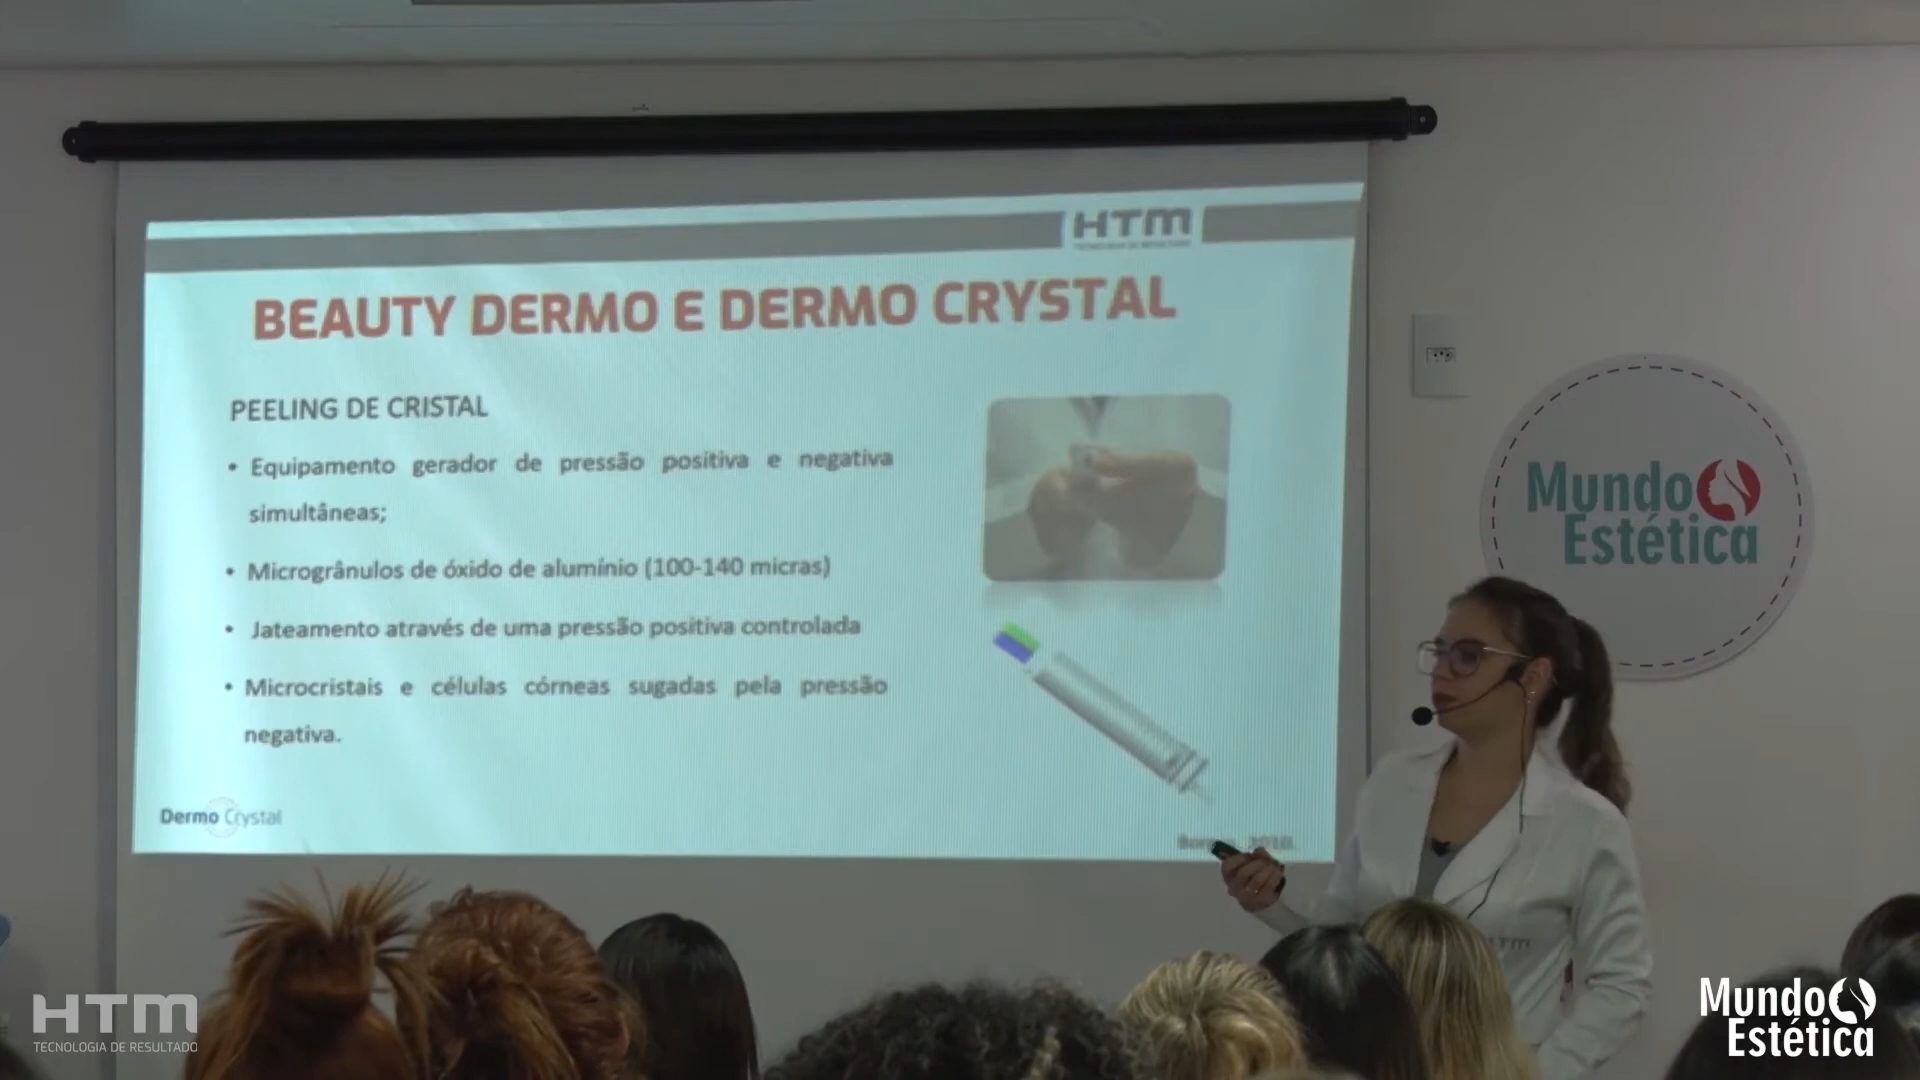 HTM
BEAUTY DERMO E DERMO CRYSTAL
PEELING DE CRISTAL
• Equipamento gerador de pressão positiva e negativa
simultâneas;
• Microgrânulos de óxido de alumínio (100-140 micras)
• Jateamento através de uma pressão positiva controlada
• Microcristais e células córneas sugadas pela pressão
negativa.
Dermo Crystal
Mundo
Estética
HTM
TECNOLOGIA DE RESULTADO
Mundo
Estética